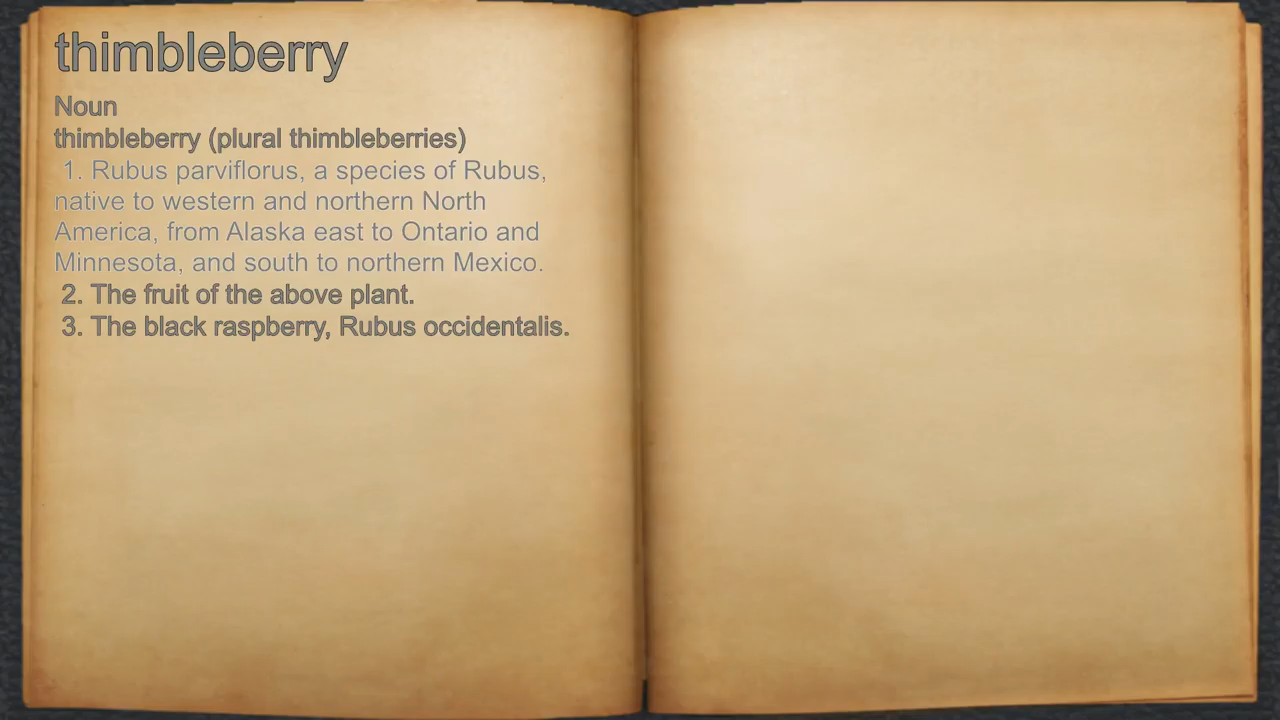 thimbleberry
Noun
thimbleberry (plural thimbleberries)
1. Rubus parviflorus, a species of Rubus,
native to western and northern North
America, from Alaska east to Ontario and
Minnesota, and south to northern Mexico.
2. The fruit of the above plant.
3. The black raspberry, Rubus occidentalis.